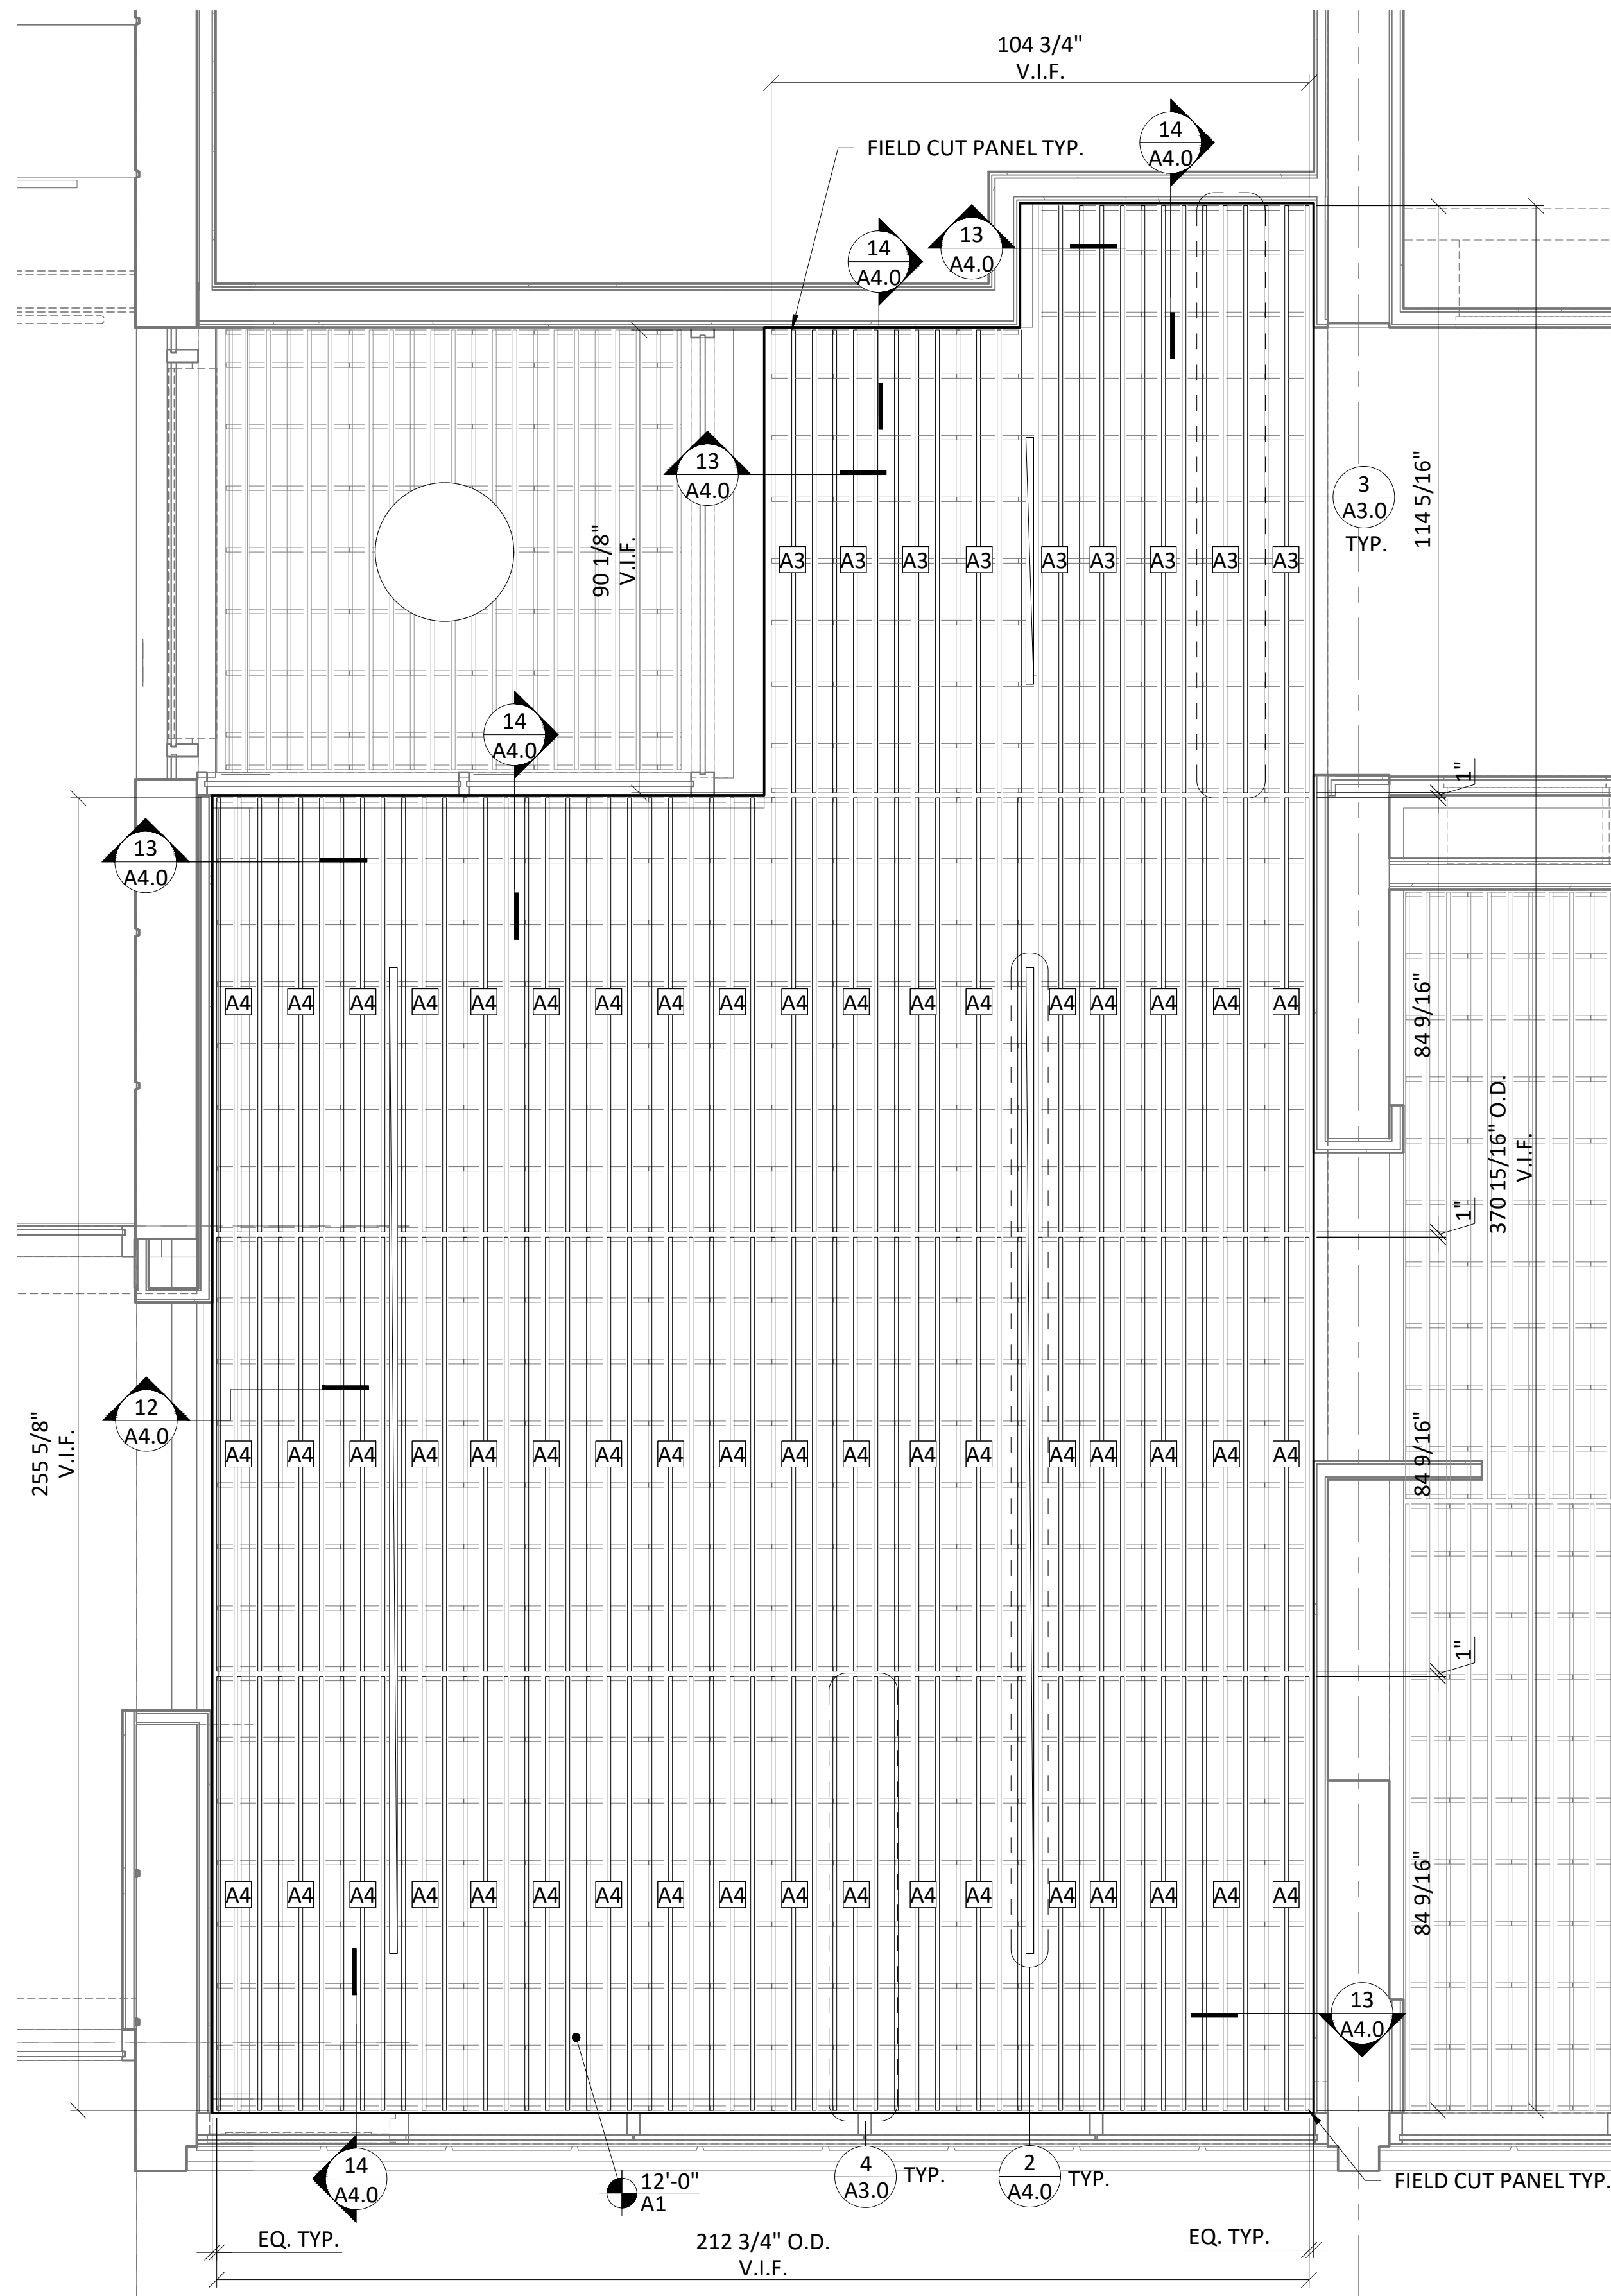 104 3/4"
V.I.F.
FIELD CUT PANEL TYP.
14
A4.0
13
A4.0
14
A4.0
13
A4.0
3
A3.0
TYP.
114 5/16"
90 1/8"
V.I.F.
A3 A3 A3 A3 A3 A3 A3 A3 A3
14
A4.0
1"
13
A4.0
A4 A4 A4 A4 A4 A4 A4 A4 A4 A4 A4 A4 A4 A4 A4 A4 A4 A4
84 9/16"
370 15/16" O.D.
V.I.F.
1"
12
A4.0
255 5/8"
V.I.F.
A4 A4 A4 A4 A4 A4 A4 A4 A4 A4 A4 A4 A4 A4 A4 A4 A4 A4
84 9/16"
1"
A4 A4 A4 A4 A4 A4 A4 A4 A4 A4 A4 A4 A4 A4 A4 A4 A4 A4
84 9/16"
13
A4.0
14
A4.0
12'-0"
A1
4
A3.0
TYP.
2
A4.0
TYP.
FIELD CUT PANEL TYP.
EQ. TYP.
212 3/4" O.D.
V.I.F.
EQ. TYP.